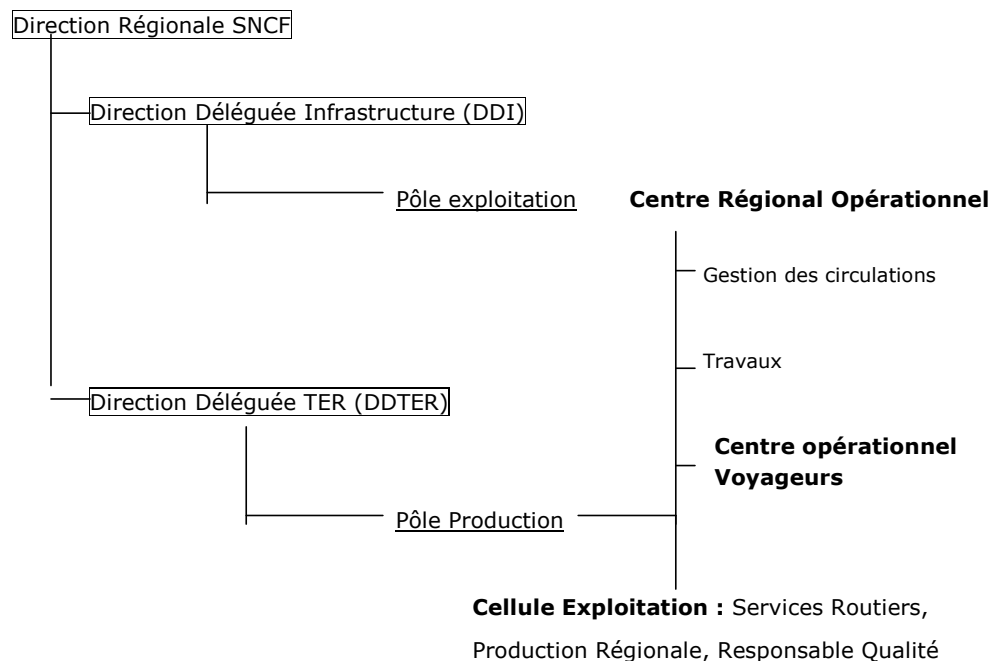 Direction Régionale SNCF
Direction Déléguée Infrastructure (DDI)
Pôle exploitation
Centre Régional Opérationnel
Gestion des circulations
Travaux
Direction Déléguée TER (DDTER)
Centre opérationnel
Voyageurs
Pôle Production
Cellule Exploitation : Services Routiers,
Production Régionale, Responsable Qualité